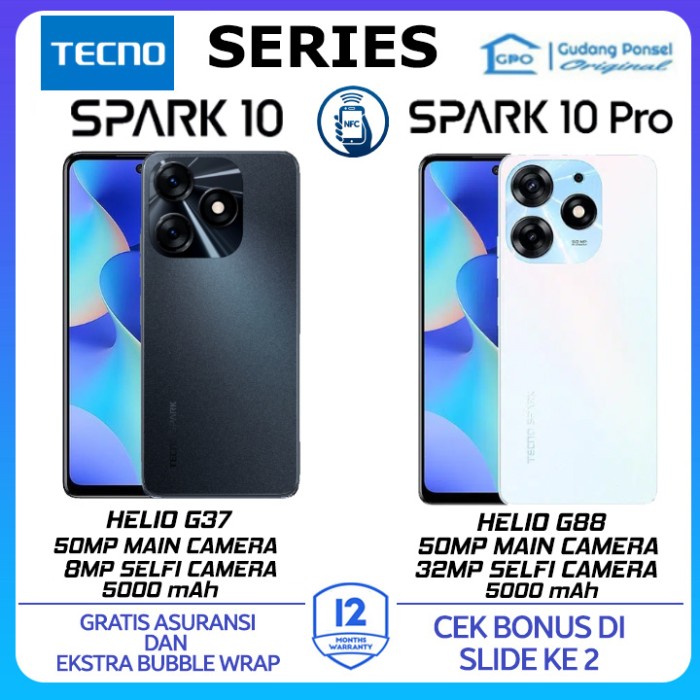 TECNO
SERIES
GPO
Gudang Ponsel
Original
SPARK 10
NFC
SPARK 10 Pro
SPARK
TECNO SPARK
HELIO G37
50MP MAIN CAMERA
8MP SELFI CAMERA
5000 mAh
HELIO G88
50MP MAIN CAMERA
32MP SELFI CAMERA
5000 mAh
GRATIS ASURANSI
DAN
EKSTRA BUBBLE WRAP
12
MONTHS
WARRANTY
CEK BONUS DI
SLIDE KE 2